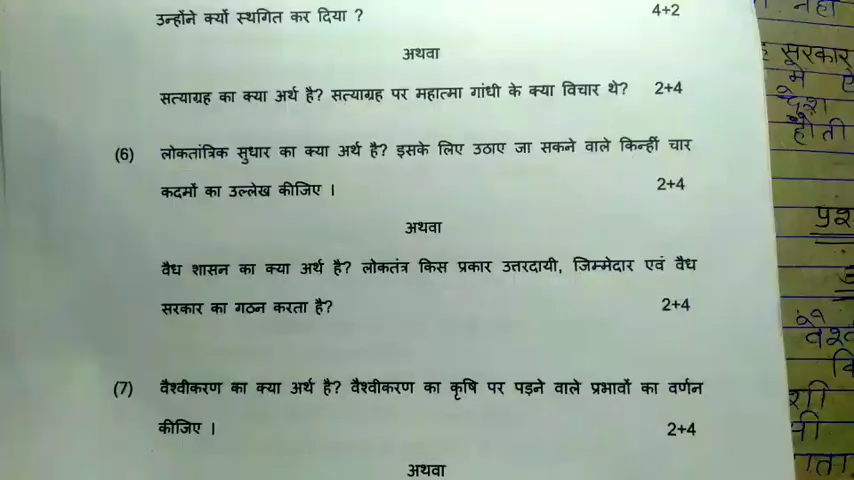 उन्होंने क्यों स्थगित कर दिया ? 4+2
अथवा
सत्याग्रह का क्या अर्थ है? सत्याग्रह पर महात्मा गांधी के क्या विचार थे? 2+4
(6) लोकतांत्रिक सुधार का क्या अर्थ है? इसके लिए उठाए जा सकने वाले किन्हीं चार
कदमों का उल्लेख कीजिए । 2+4
अथवा
वैध शासन का क्या अर्थ है? लोकतंत्र किस प्रकार उत्तरदायी, जिम्मेदार एवं वैध
सरकार का गठन करता है? 2+4
(7) वैश्वीकरण का क्या अर्थ है? वैश्वीकरण का कृषि पर पड़ने वाले प्रभावों का वर्णन
कीजिए । 2+4
अथवा
नहीं
सरकार
में
देश
होती